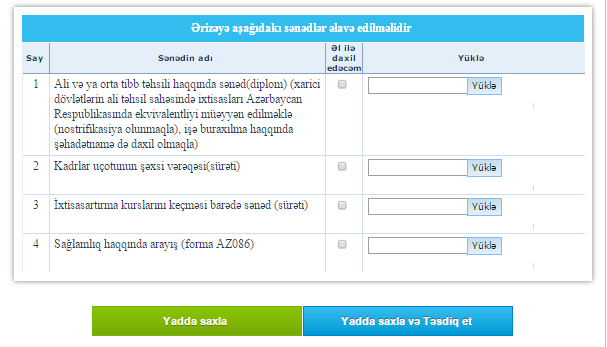 Ərizəyə aşağıdakı sənədlər əlavə edilməlidir
Say
Sənədin adı
Əl ilə
daxil
edəcəm
Yüklə
1
Ali və ya orta tibb təhsili haqqında sənəd(diplom) (xarici
dövlətlərin ali təhsil sahəsində ixtisasları Azərbaycan
Respublikasında ekvivalentliyi müəyyən edilməklə
(nostrifikasiya olunmaqla), işə buraxılma haqqında
şəhadətnamə də daxil olmaqla)
Yüklə
2
Kadrlar uçotunun şəxsi vərəqəsi(surəti)
Yüklə
3
İxtisasartırma kurslarını keçməsi barədə sənəd (surəti)
Yüklə
4
Sağlamlıq haqqında arayış (forma AZ086)
Yüklə
Yadda saxla
Yadda saxla və Təsdiq et